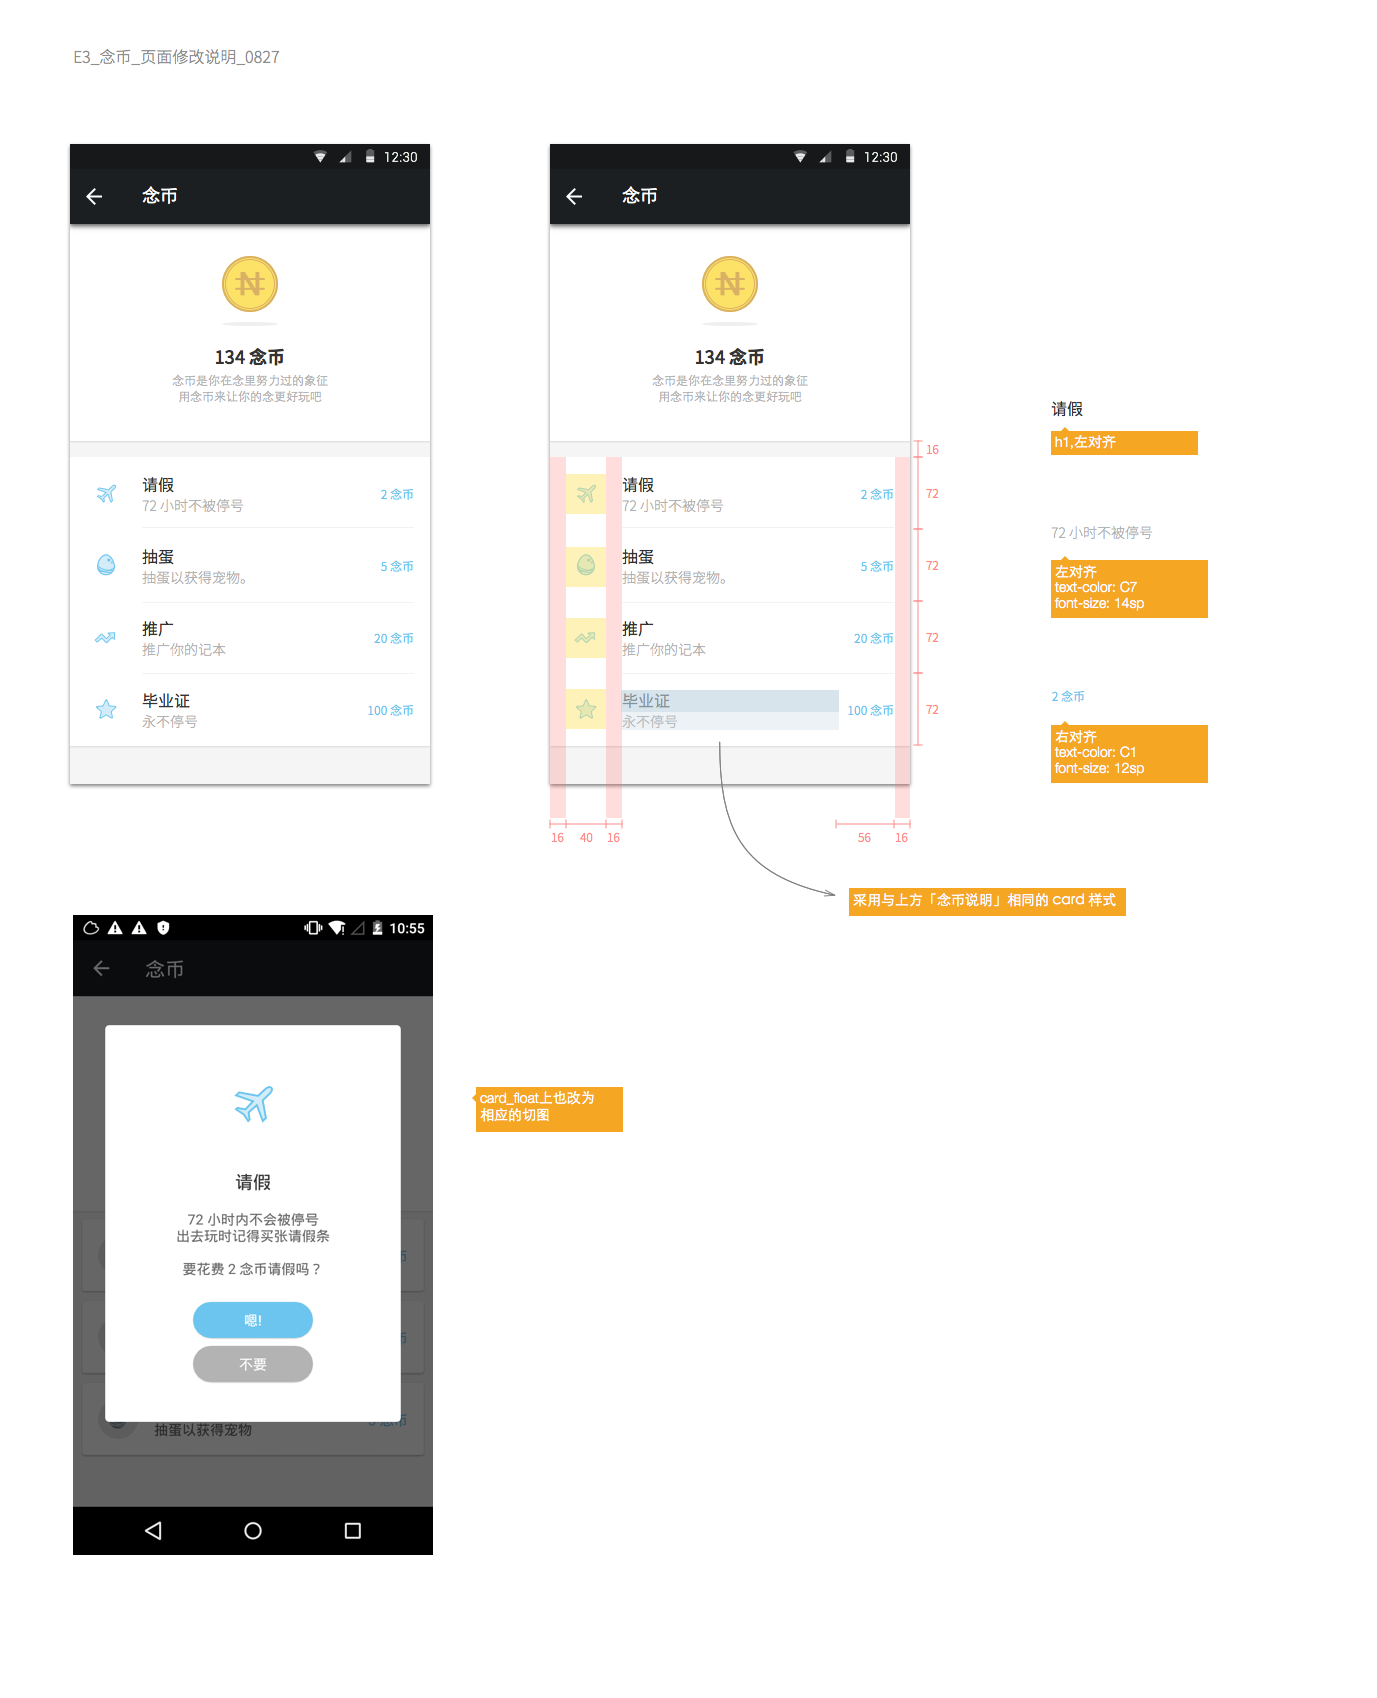 E3_念币_页面修改说明_0827
12:30
念币
134 念币
念币是你在念里努力过的象征
用念币来让你的念更好玩吧
请假
72 小时不被停号
2 念币
抽蛋
抽蛋以获得宠物。
5 念币
推广
推广你的记本
20 念币
毕业证
永不停号
100 念币
12:30
念币
134 念币
念币是你在念里努力过的象征
用念币来让你的念更好玩吧
16
请假
72 小时不被停号
2 念币
72
抽蛋
抽蛋以获得宠物。
5 念币
72
推广
推广你的记本
20 念币
72
毕业证
永不停号
100 念币
72
16
40
16
56
16
请假
h1,左对齐
72 小时不被停号
左对齐
text-color: C7
font-size: 14sp
2 念币
右对齐
text-color: C1
font-size: 12sp
采用与上方「念币说明」相同的 card 样式
10:55
念币
请假
72 小时内不会被停号
出去玩时记得买张请假条
要花费 2 念币请假吗？
嗯!
不要
抽蛋以获得宠物
card_float上也改为
相应的切图